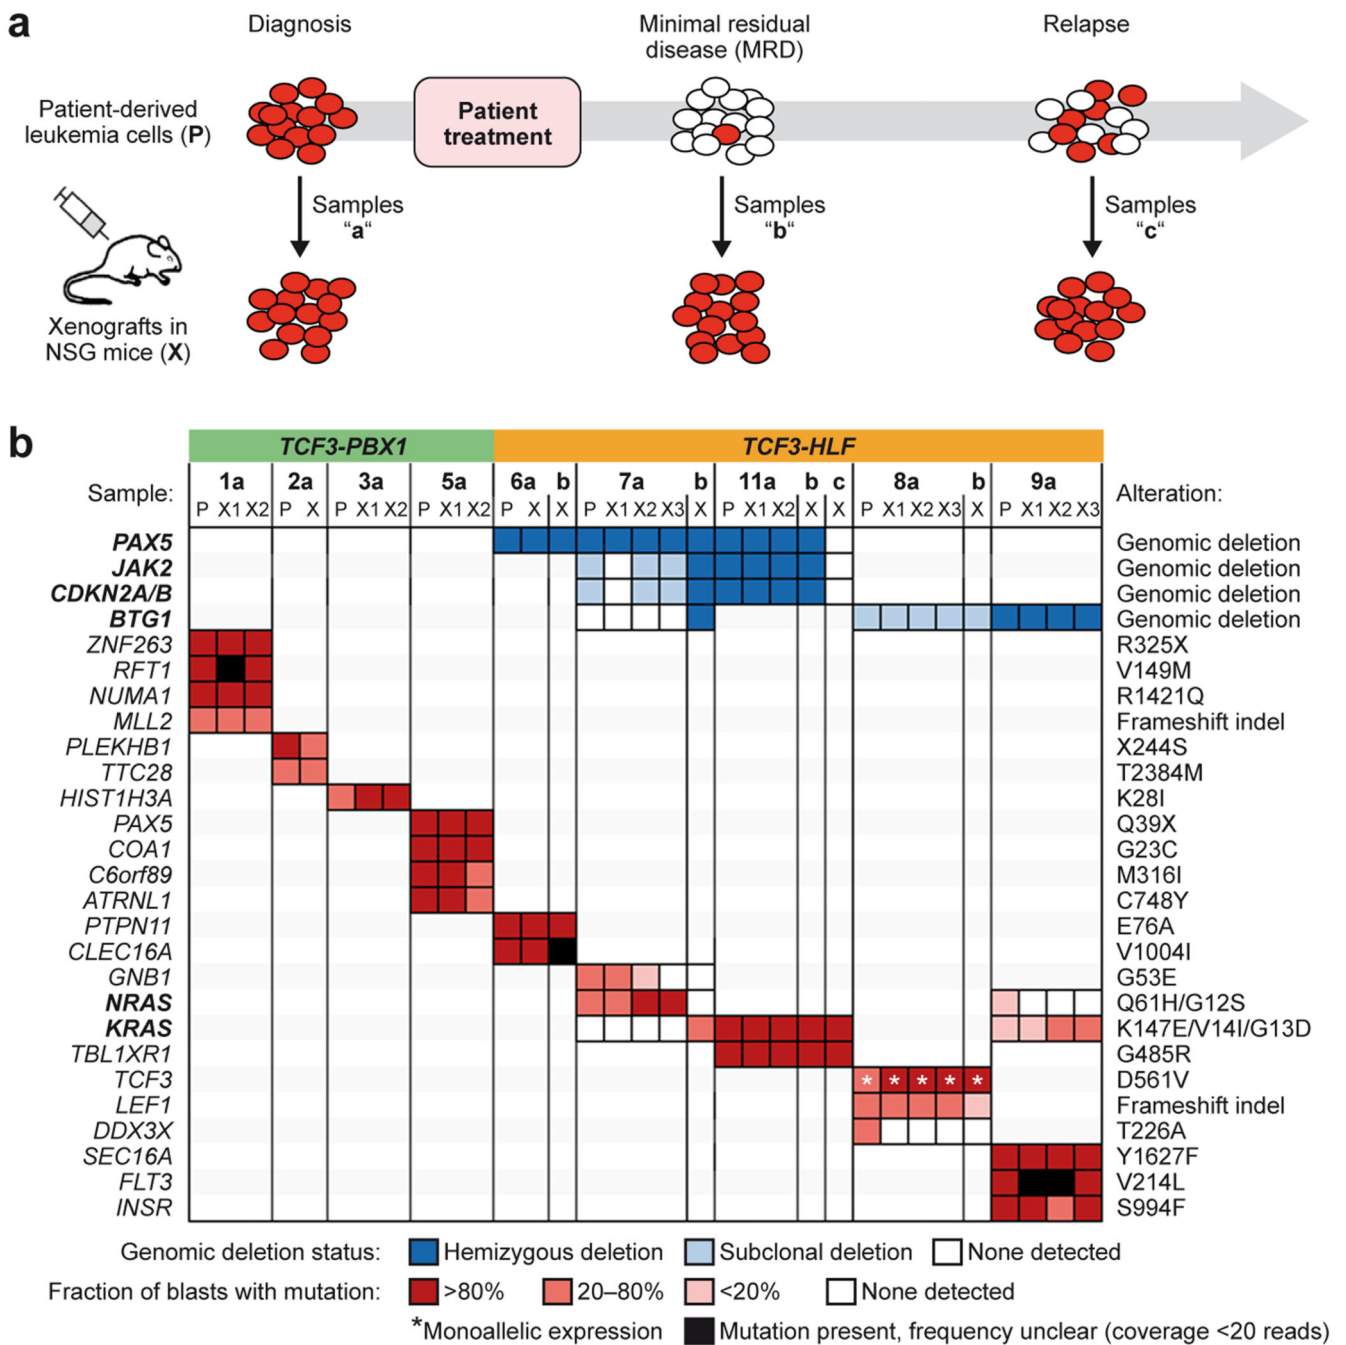 a
Diagnosis
Minimal residual
disease (MRD)
Relapse
Patient-derived
leukemia cells (P)
Patient
treatment
Samples
"a"
Samples
"b"
Samples
"c"
Xenografts in
NSG mice (X)
b
TCF3-PBX1 TCF3-HLF
Sample: 1a 2a 3a 5a 6a b 7a b 11a b c 8a b 9a Alteration:
P X1 X2 P X P X1 X2 P X1 X2 P X X P X1 X2 X3 X P X1 X2 X X P X1 X2 X3 X P X1 X2 X3
PAX5 Genomic deletion
JAK2 Genomic deletion
CDKN2A/B Genomic deletion
BTG1 Genomic deletion
ZNF263 R325X
RFT1 V149M
NUMA1 R1421Q
MLL2 Frameshift indel
PLEKHB1 X244S
TTC28 T2384M
HIST1H3A K28I
PAX5 Q39X
COA1 G23C
C6orf89 M316I
ATRNL1 C748Y
PTPN11 E76A
CLEC16A V1004I
GNB1 G53E
NRAS Q61H/G12S
KRAS K147E/V14I/G13D
TBL1XR1 G485R
TCF3 * * * * * D561V
LEF1 Frameshift indel
DDX3X T226A
SEC16A Y1627F
FLT3 V214L
INSR S994F
Genomic deletion status: Hemizygous deletion Subclonal deletion None detected
Fraction of blasts with mutation: >80% 20–80% <20% None detected
*Monoallelic expression Mutation present, frequency unclear (coverage <20 reads)